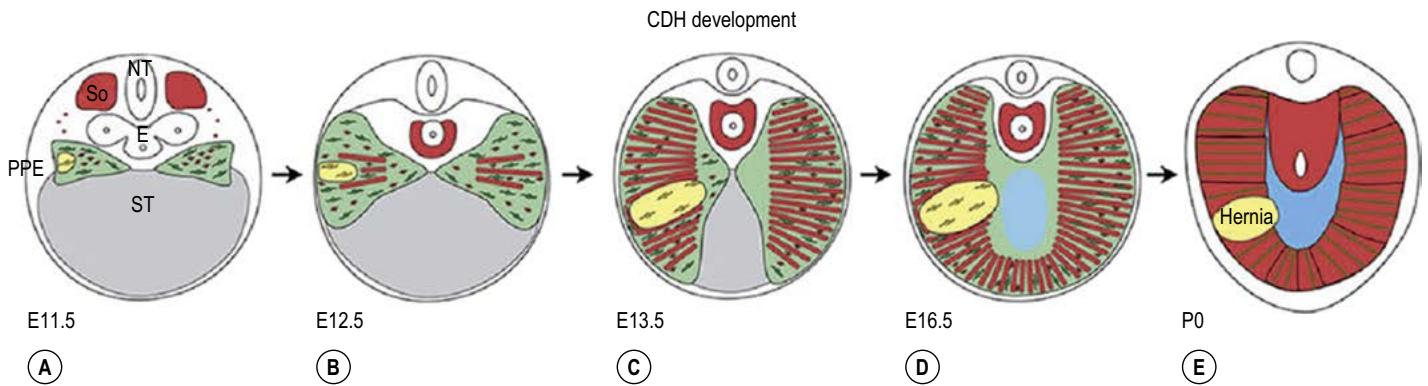 CDH development
NT
So
E
PPE
ST
Hernia
E11.5
E12.5
E13.5
E16.5
P0
A
B
C
D
E